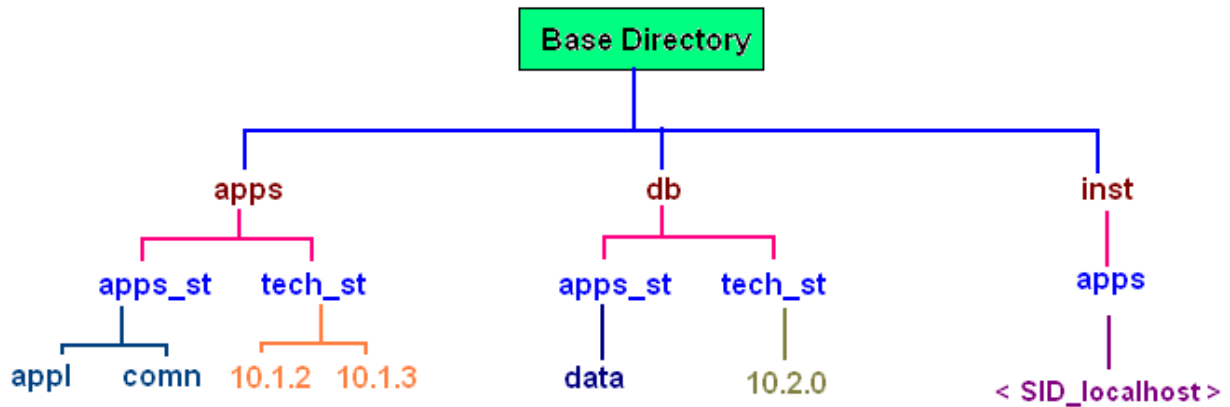 Base Directory
apps db inst
apps_st tech_st apps_st tech_st apps
appl comn 10.1.2 10.1.3 data 10.2.0 < SID_localhost >